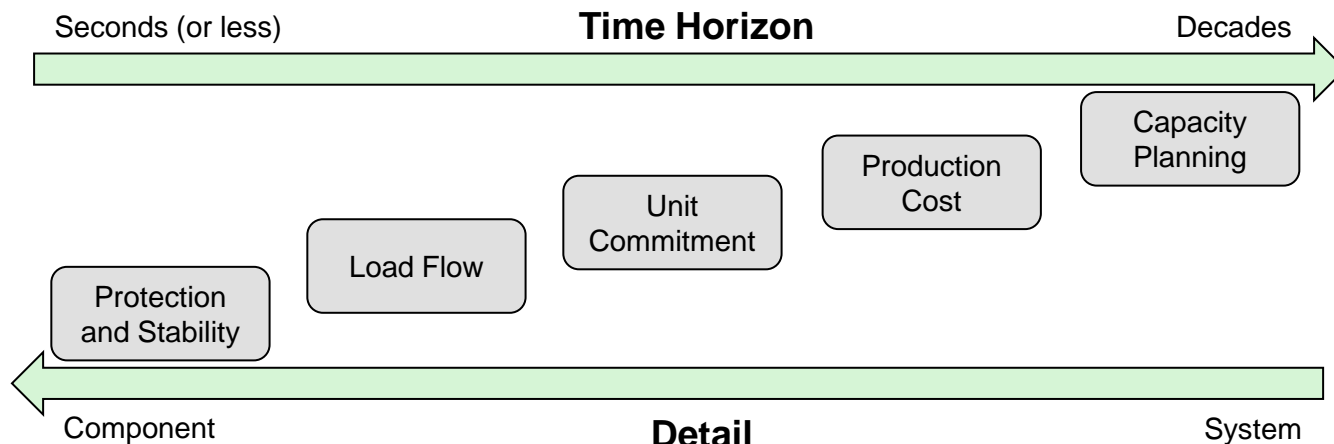 Seconds (or less)
Time Horizon
Decades
Capacity
Planning
Production
Cost
Unit
Commitment
Load Flow
Protection
and Stability
Component
Detail
System